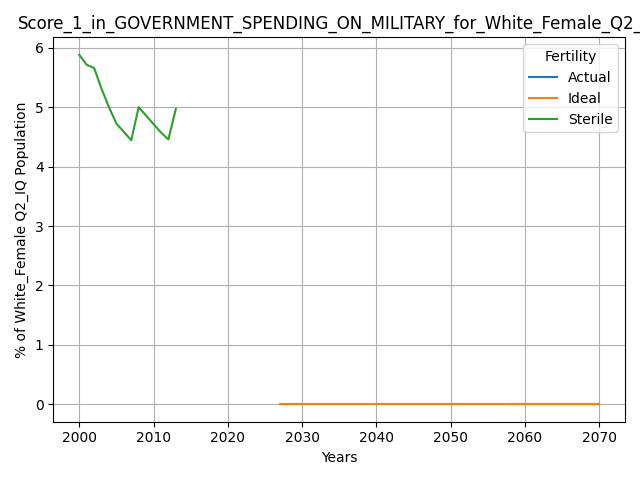 Score_1_in_GOVERNMENT_SPENDING_ON_MILITARY_for_White_Female_Q2_
Fertility
Actual
Ideal
Sterile
% of White_Female Q2_IQ Population
6
5
4
3
2
1
0
2000 2010 2020 2030 2040 2050 2060 2070
Years